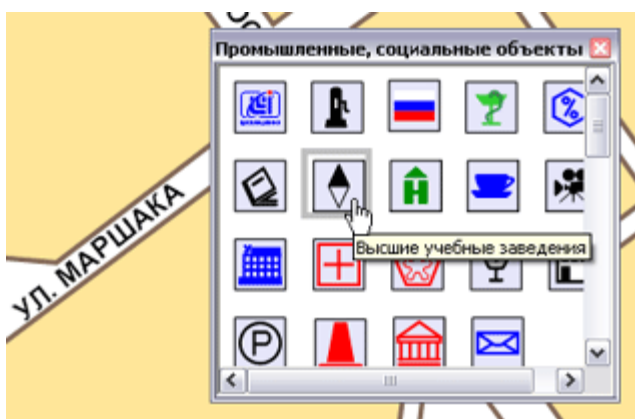 Промышленные, социальные объекты
%
H
УЛ. МАРШАКА
Высшие учебные заведения
P